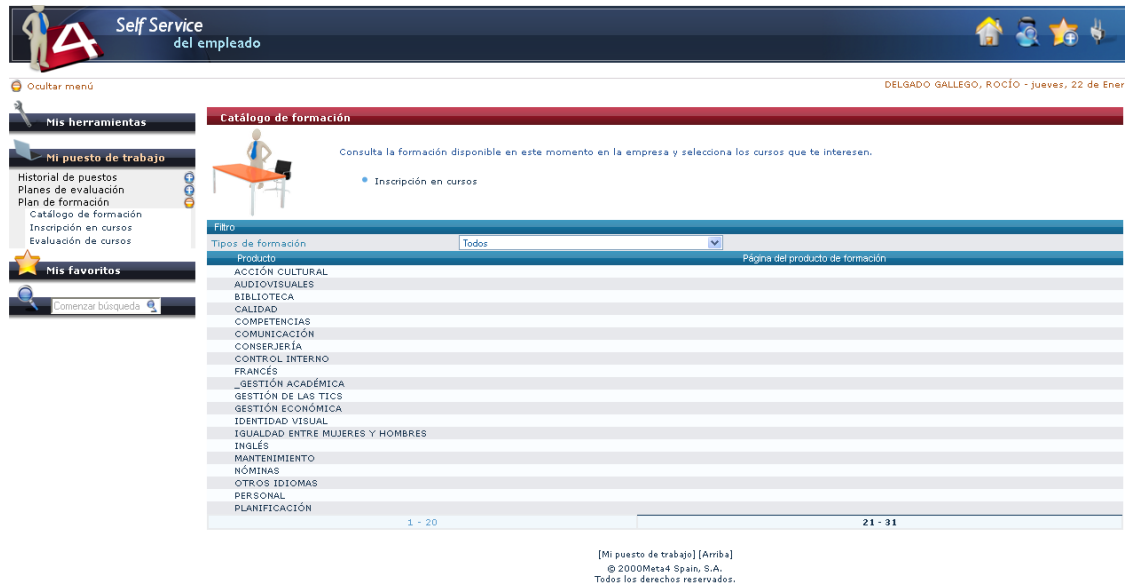 4
Self Service
del empleado
Ocultar menú
DELGADO GALLEGO, ROCÍO - jueves, 22 de Ener
Mis herramientas
Mi puesto de trabajo
Historial de puestos
Planes de evaluación
Plan de formación
Catálogo de formación
Inscripción en cursos
Evaluación de cursos
Mis favoritos
Comenzar búsqueda
Catálogo de formación
Consulta la formación disponible en este momento en la empresa y selecciona los cursos que te interesen.
Inscripción en cursos
Filtro
Tipos de formación Todos
Producto Página del producto de formación
ACCIÓN CULTURAL
AUDIOVISUALES
BIBLIOTECA
CALIDAD
COMPETENCIAS
COMUNICACIÓN
CONSERJERÍA
CONTROL INTERNO
FRANCÉS
_GESTIÓN ACADÉMICA
GESTIÓN DE LAS TICS
GESTIÓN ECONÓMICA
IDENTIDAD VISUAL
IGUALDAD ENTRE MUJERES Y HOMBRES
INGLÉS
MANTENIMIENTO
NÓMINAS
OTROS IDIOMAS
PERSONAL
PLANIFICACIÓN
1 - 20 21 - 31
[Mi puesto de trabajo] [Arriba]
© 2000Meta4 Spain, S.A.
Todos los derechos reservados.